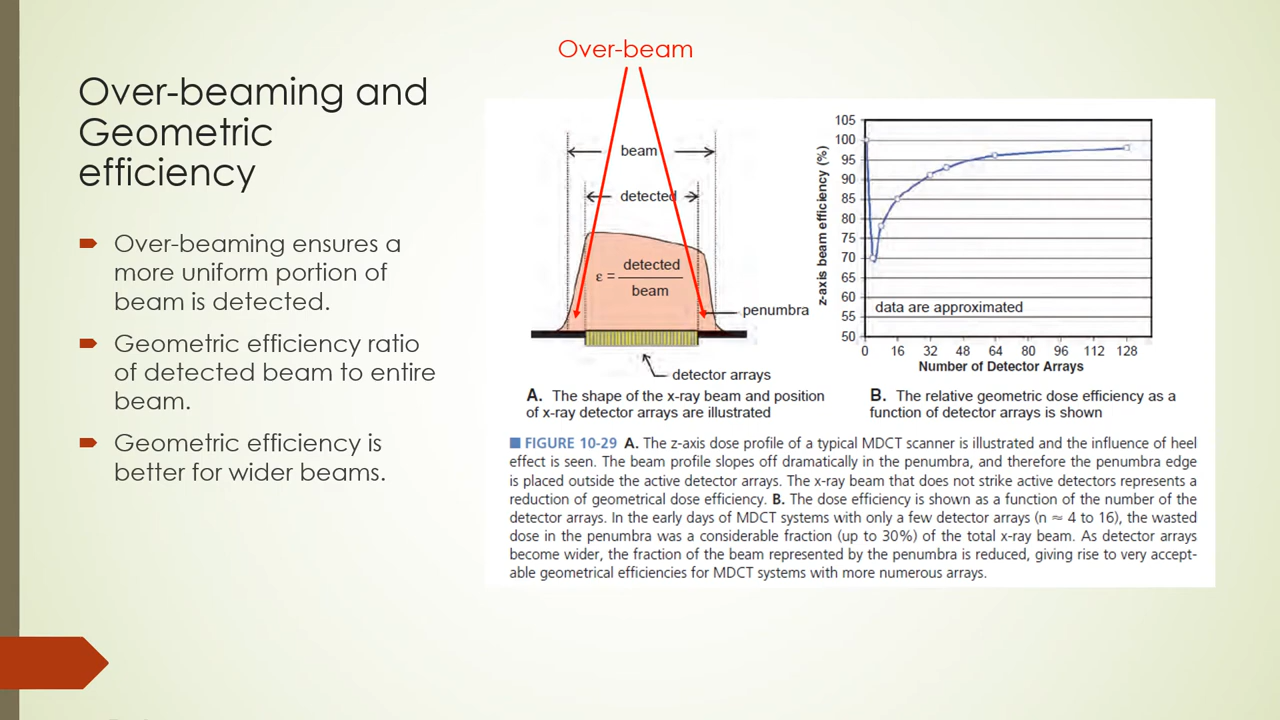 Over-beaming and
Geometric
efficiency
Over-beaming ensures a
more uniform portion of
beam is detected.
Geometric efficiency ratio
of detected beam to entire
beam.
Geometric efficiency is
better for wider beams.
Over-beam
beam
detected
ε = detected
beam
penumbra
detector arrays
A. The shape of the x-ray beam and position
of x-ray detector arrays are illustrated
z-axis beam efficiency (%)
105
100
95
90
85
80
75
70
65
60
55
50
data are approximated
0 16 32 48 64 80 96 112 128
Number of Detector Arrays
B. The relative geometric dose efficiency as a
function of detector arrays is shown
FIGURE 10-29 A. The z-axis dose profile of a typical MDCT scanner is illustrated and the influence of heel
effect is seen. The beam profile slopes off dramatically in the penumbra, and therefore the penumbra edge
is placed outside the active detector arrays. The x-ray beam that does not strike active detectors represents a
reduction of geometrical dose efficiency. B. The dose efficiency is shown as a function of the number of the
detector arrays. In the early days of MDCT systems with only a few detector arrays (n ≈ 4 to 16), the wasted
dose in the penumbra was a considerable fraction (up to 30%) of the total x-ray beam. As detector arrays
become wider, the fraction of the beam represented by the penumbra is reduced, giving rise to very accept-
able geometrical efficiencies for MDCT systems with more numerous arrays.